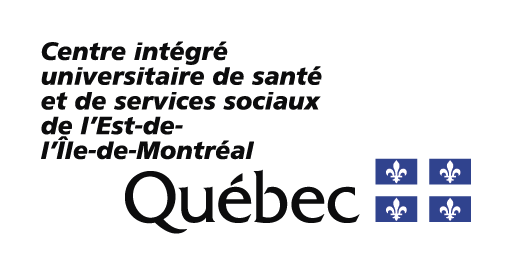 Centre intégré
universitaire de santé
et de services sociaux
de l'Est-de-
l'Île-de-Montréal
Québec